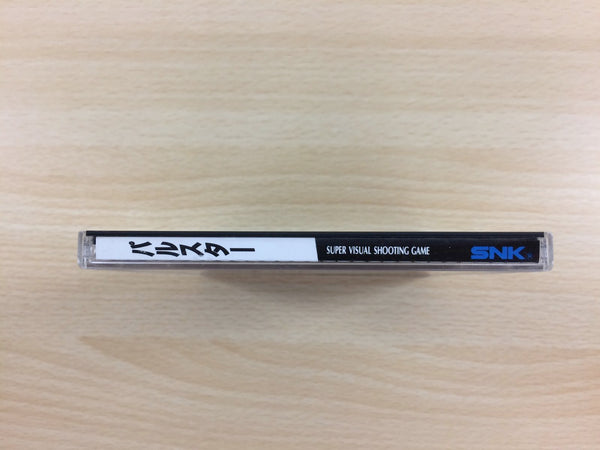 パルスター
SUPER VISUAL SHOOTING GAME
SNK